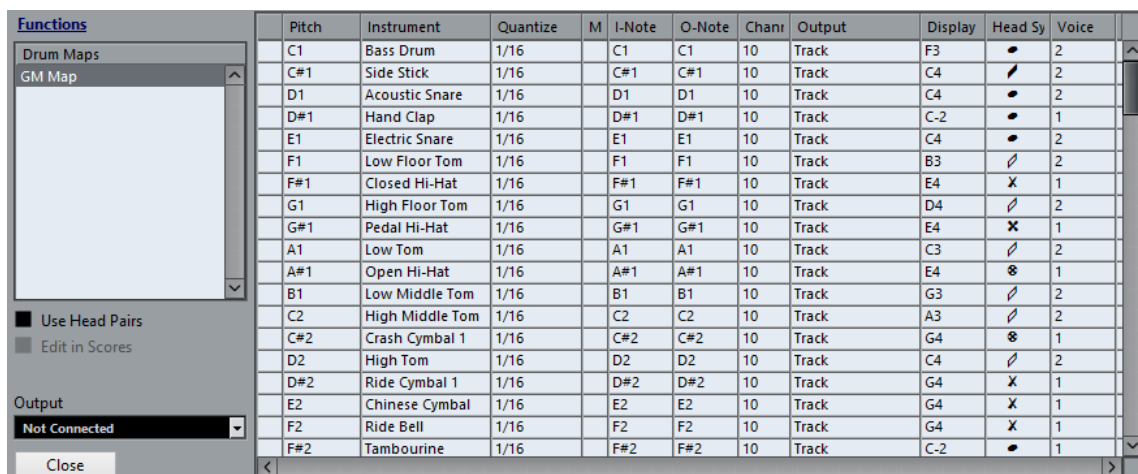 Functions
Drum Maps
GM Map
Use Head Pairs
Edit in Scores
Output
Not Connected
Close
Pitch Instrument Quantize M I-Note O-Note Chanr Output Display Head Sy Voice
C1 Bass Drum 1/16 C1 C1 10 Track F3 2
C#1 Side Stick 1/16 C#1 C#1 10 Track C4 2
D1 Acoustic Snare 1/16 D1 D1 10 Track C4 2
D#1 Hand Clap 1/16 D#1 D#1 10 Track C-2 1
E1 Electric Snare 1/16 E1 E1 10 Track C4 2
F1 Low Floor Tom 1/16 F1 F1 10 Track B3 2
F#1 Closed Hi-Hat 1/16 F#1 F#1 10 Track E4 1
G1 High Floor Tom 1/16 G1 G1 10 Track D4 2
G#1 Pedal Hi-Hat 1/16 G#1 G#1 10 Track E4 1
A1 Low Tom 1/16 A1 A1 10 Track C3 2
A#1 Open Hi-Hat 1/16 A#1 A#1 10 Track E4 1
B1 Low Middle Tom 1/16 B1 B1 10 Track G3 2
C2 High Middle Tom 1/16 C2 C2 10 Track A3 2
C#2 Crash Cymbal 1 1/16 C#2 C#2 10 Track G4 1
D2 High Tom 1/16 D2 D2 10 Track C4 2
D#2 Ride Cymbal 1 1/16 D#2 D#2 10 Track G4 1
E2 Chinese Cymbal 1/16 E2 E2 10 Track G4 1
F2 Ride Bell 1/16 F2 F2 10 Track G4 1
F#2 Tambourine 1/16 F#2 F#2 10 Track C-2 1